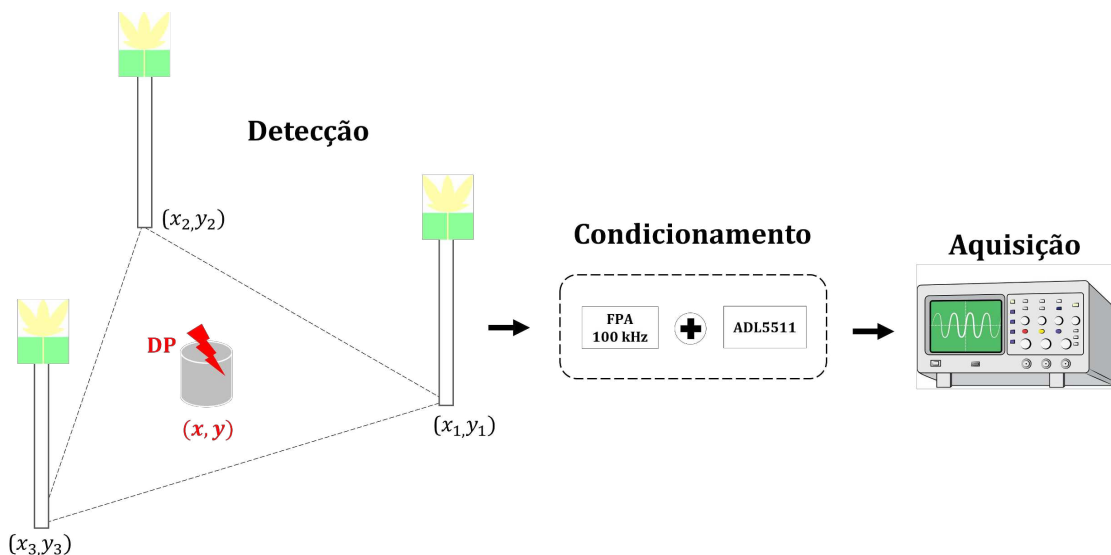 Detecção
(x₂,y₂)
DP
(x, y)
(x₁,y₁)
(x₃,y₃)
Condicionamento
FPA
100 kHz
ADL5511
Aquisição